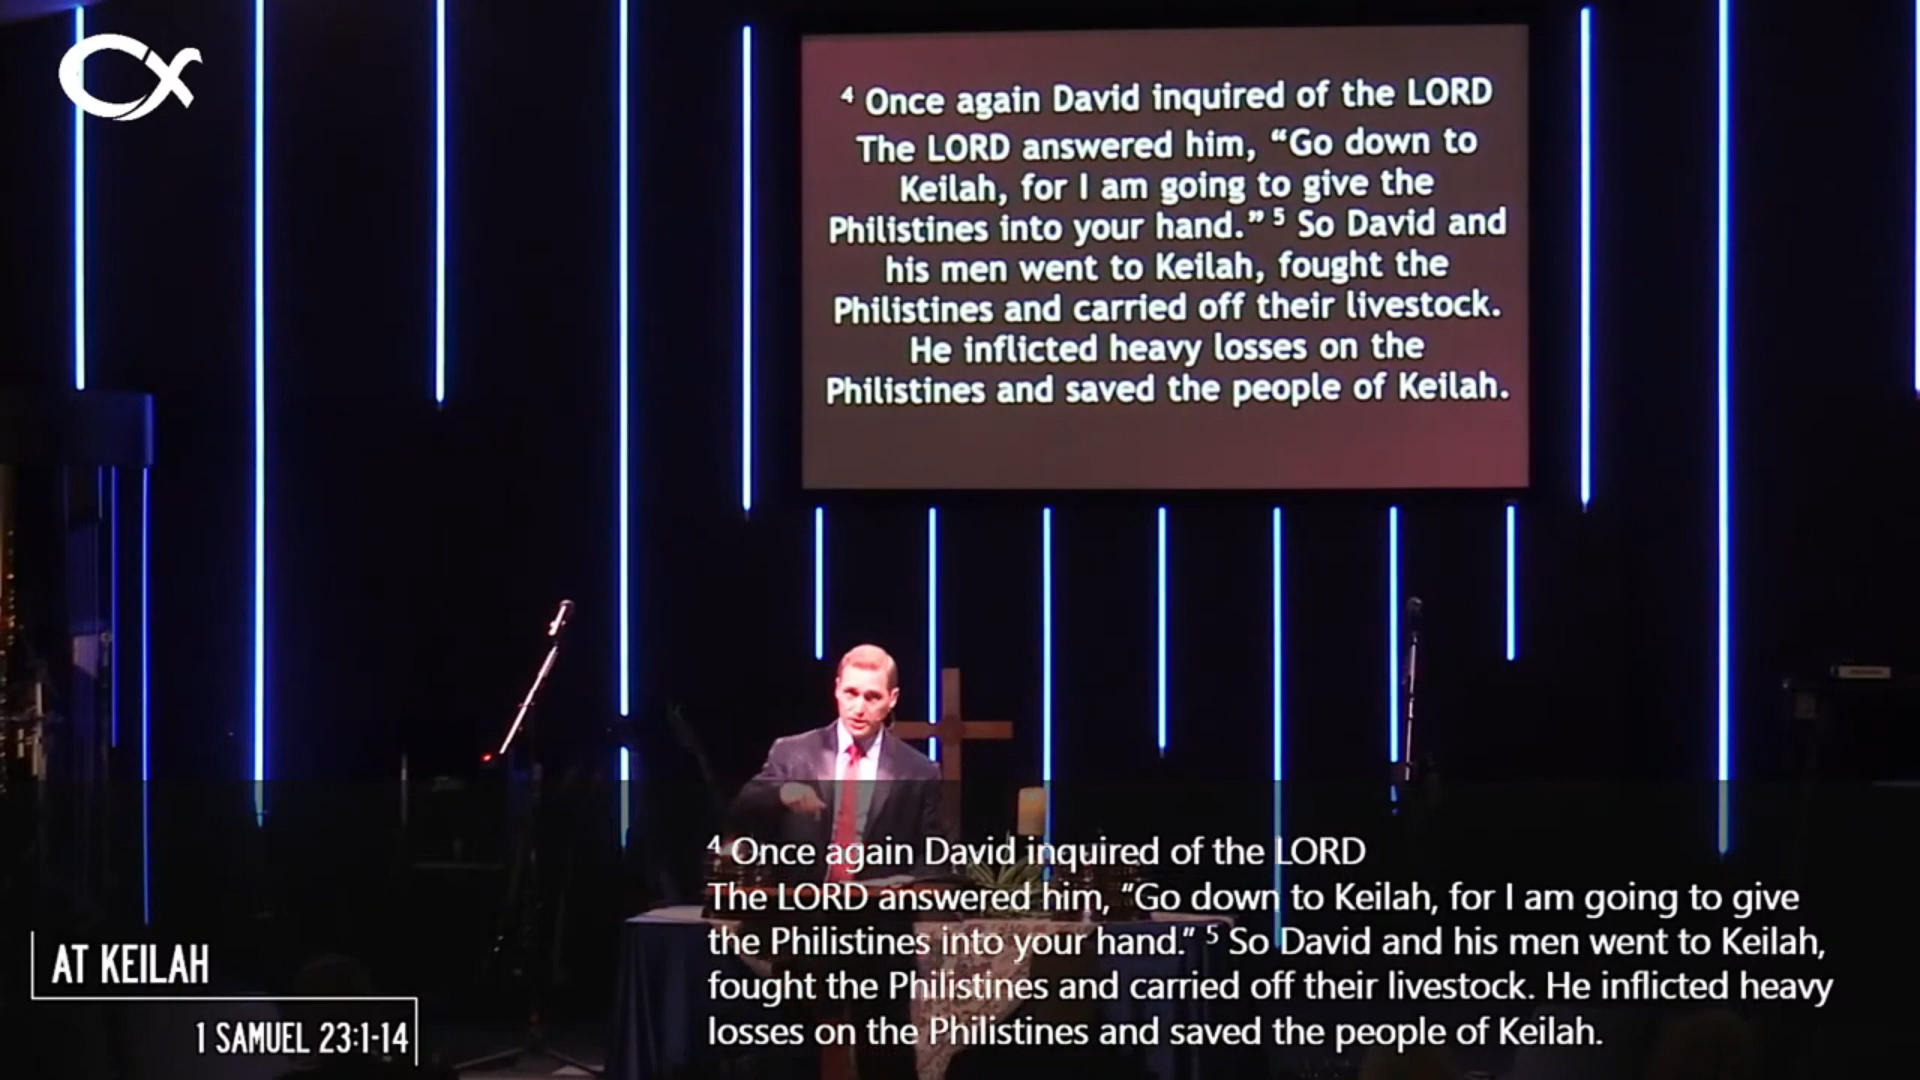 CX
⁴ Once again David inquired of the LORD
The LORD answered him, “Go down to
Keilah, for I am going to give the
Philistines into your hand.” ⁵ So David and
his men went to Keilah, fought the
Philistines and carried off their livestock.
He inflicted heavy losses on the
Philistines and saved the people of Keilah.
⁴ Once again David inquired of the LORD
The LORD answered him, “Go down to Keilah, for I am going to give
the Philistines into your hand.” ⁵ So David and his men went to Keilah,
fought the Philistines and carried off their livestock. He inflicted heavy
losses on the Philistines and saved the people of Keilah.
AT KEILAH
1 SAMUEL 23:1-14